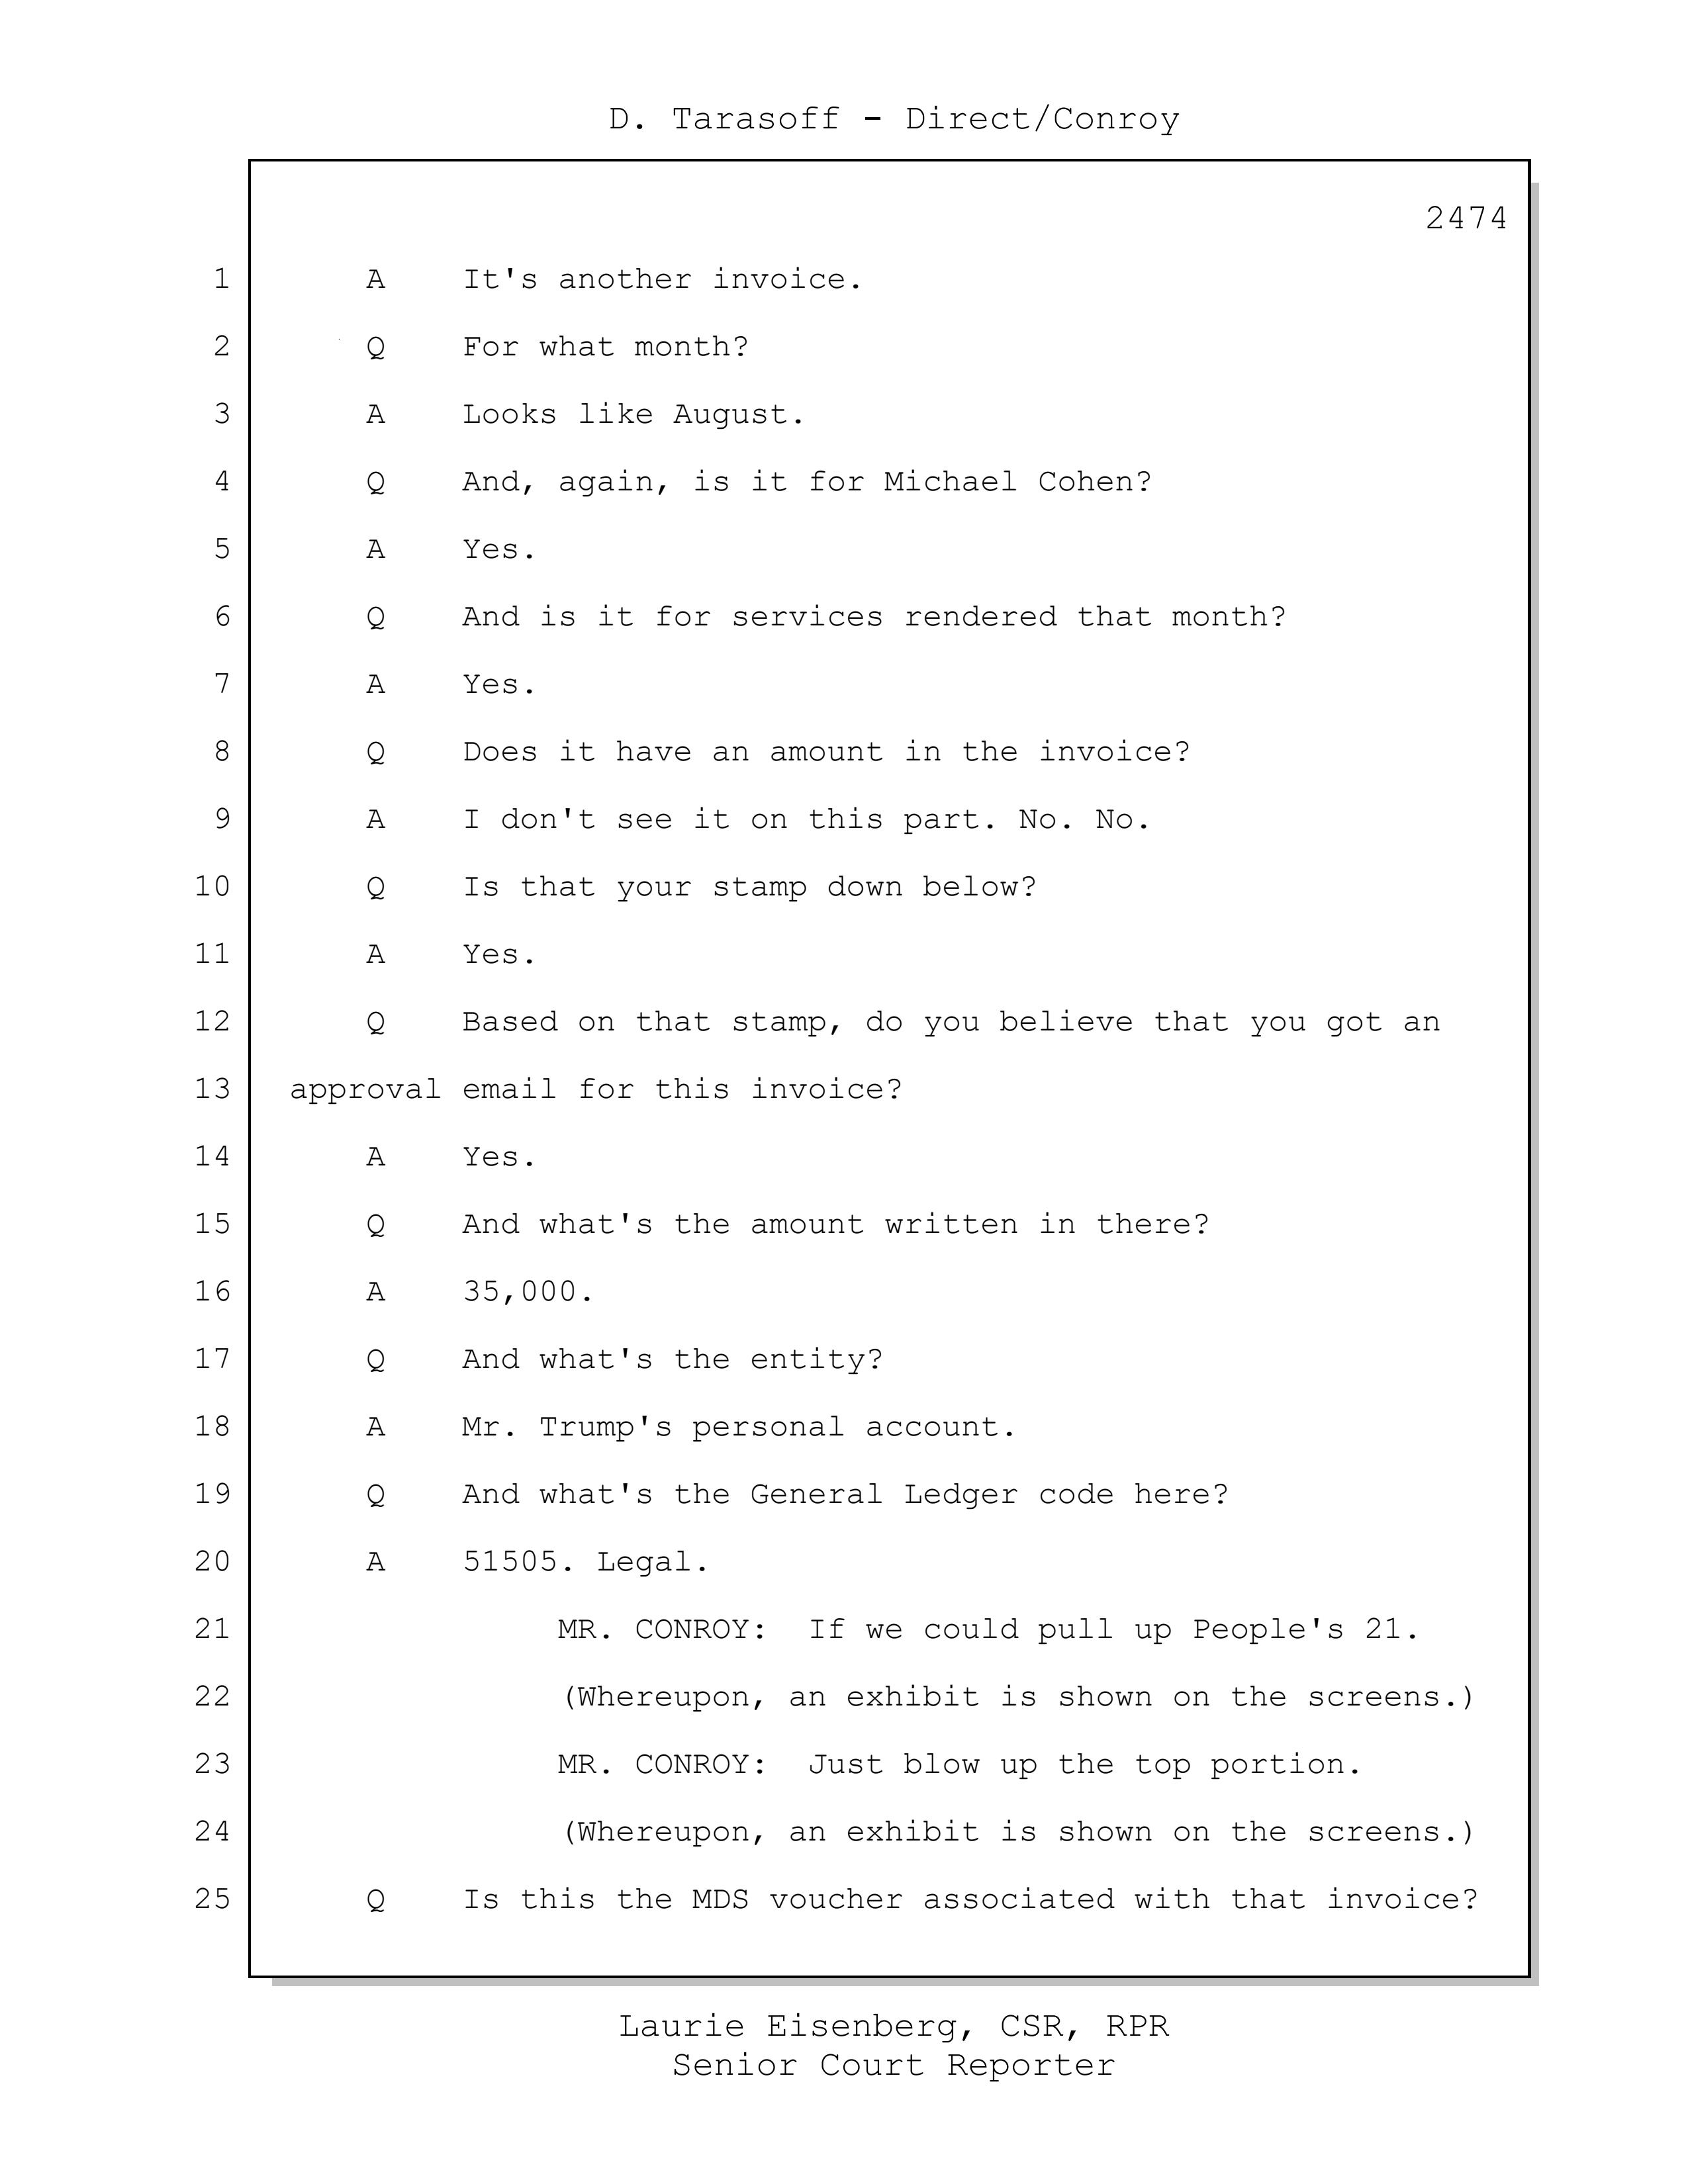 D. Tarasoff - Direct/Conroy
2474
1 A It's another invoice.
2 Q For what month?
3 A Looks like August.
4 Q And, again, is it for Michael Cohen?
5 A Yes.
6 Q And is it for services rendered that month?
7 A Yes.
8 Q Does it have an amount in the invoice?
9 A I don't see it on this part. No. No.
10 Q Is that your stamp down below?
11 A Yes.
12 Q Based on that stamp, do you believe that you got an
13 approval email for this invoice?
14 A Yes.
15 Q And what's the amount written in there?
16 A 35,000.
17 Q And what's the entity?
18 A Mr. Trump's personal account.
19 Q And what's the General Ledger code here?
20 A 51505. Legal.
21 MR. CONROY: If we could pull up People's 21.
22 (Whereupon, an exhibit is shown on the screens.)
23 MR. CONROY: Just blow up the top portion.
24 (Whereupon, an exhibit is shown on the screens.)
25 Q Is this the MDS voucher associated with that invoice?
Laurie Eisenberg, CSR, RPR
Senior Court Reporter